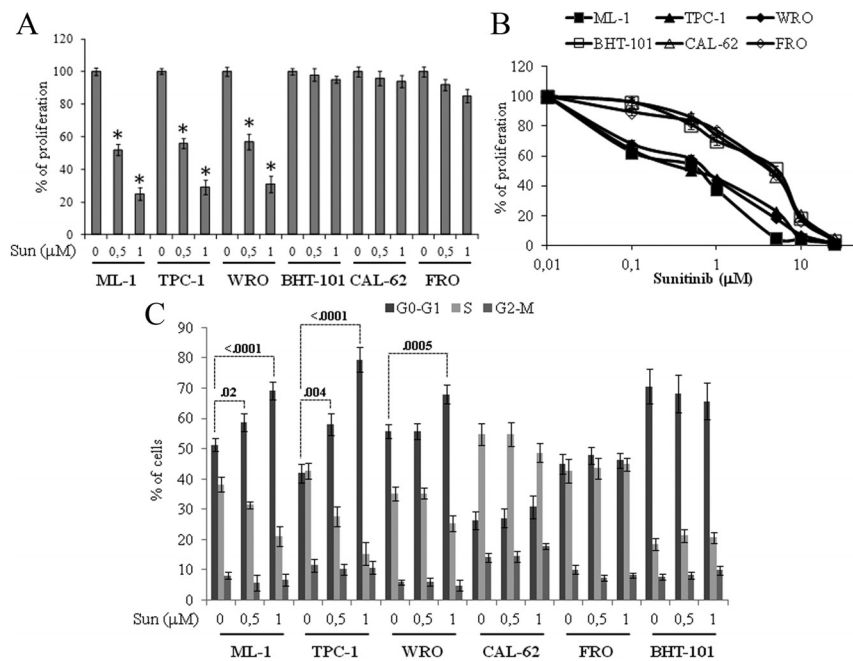 A
120
100
80
60
40
20
0
% of proliferation
* * * * * *
Sun (μM) 0 0,5 1 0 0,5 1 0 0,5 1 0 0,5 1 0 0,5 1 0 0,5 1
ML-1 TPC-1 WRO BHT-101 CAL-62 FRO
B
ML-1 TPC-1 WRO
BHT-101 CAL-62 FRO
120
100
80
60
40
20
0
% of proliferation
0,01 0,1 1 10
Sunitinib (μM)
C
G0-G1 S G2-M
90
80
70
60
50
40
30
20
10
0
% of cells
<.0001
.02
<.0001
.004
.0005
Sun (μM) 0 0,5 1 0 0,5 1 0 0,5 1 0 0,5 1 0 0,5 1 0 0,5 1
ML-1 TPC-1 WRO CAL-62 FRO BHT-101